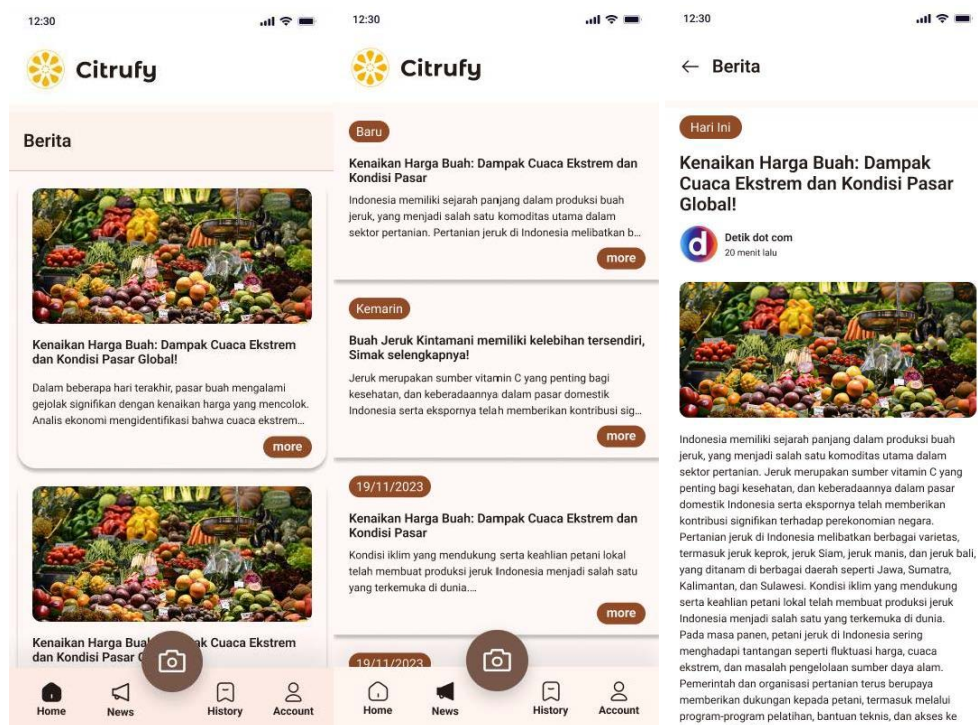 12:30
Citrufy
Berita
Kenaikan Harga Buah: Dampak Cuaca Ekstrem
dan Kondisi Pasar Global!
Dalam beberapa hari terakhir, pasar buah mengalami
gejolak signifikan dengan kenaikan harga yang mencolok.
Analis ekonomi mengidentifikasi bahwa cuaca ekstrem...
more
Kenaikan Harga Cuaca Ekstrem
dan Kondisi Pasar
Home
News
History
Account
12:30
Citrufy
Baru
Kenaikan Harga Buah: Dampak Cuaca Ekstrem dan
Kondisi Pasar
Indonesia memiliki sejarah panjang dalam produksi buah
jeruk, yang menjadi salah satu komoditas utama dalam
sektor pertanian. Pertanian jeruk di Indonesia melibatkan b...
more
Kemarin
Buah Jeruk Kintamani memiliki kelebihan tersendiri,
Simak selengkapnya!
Jeruk merupakan sumber vitamin C yang penting bagi
kesehatan, dan keberadaannya dalam pasar domestik
Indonesia serta ekspornya telah memberikan kontribusi sig...
more
19/11/2023
Kenaikan Harga Buah: Dampak Cuaca Ekstrem dan
Kondisi Pasar
Kondisi iklim yang mendukung serta keahlian petani lokal
telah membuat produksi jeruk Indonesia menjadi salah satu
yang terkemuka di dunia....
more
19/11/2023
Home
News
History
Account
12:30
← Berita
Hari Ini
Kenaikan Harga Buah: Dampak
Cuaca Ekstrem dan Kondisi Pasar
Global!
d
Detik dot com
20 menit lalu
Indonesia memiliki sejarah panjang dalam produksi buah
jeruk, yang menjadi salah satu komoditas utama dalam
sektor pertanian. Jeruk merupakan sumber vitamin C yang
penting bagi kesehatan, dan keberadaannya dalam pasar
domestik Indonesia serta ekspornya telah memberikan
kontribusi signifikan terhadap perekonomian negara.
Pertanian jeruk di Indonesia melibatkan berbagai varietas,
termasuk jeruk keprok, jeruk Siam, jeruk manis, dan jeruk bali,
yang ditanam di berbagai daerah seperti Jawa, Sumatra,
Kalimantan, dan Sulawesi. Kondisi iklim yang mendukung
serta keahlian petani lokal telah membuat produksi jeruk
Indonesia menjadi salah satu yang terkemuka di dunia.
Pada masa panen, petani jeruk di Indonesia sering
menghadapi tantangan seperti fluktuasi harga, cuaca
ekstrem, dan masalah pengelolaan sumber daya alam.
Pemerintah dan organisasi pertanian terus berupaya
memberikan dukungan kepada petani, termasuk melalui
program-program pelatihan, bantuan teknis, dan akses ke